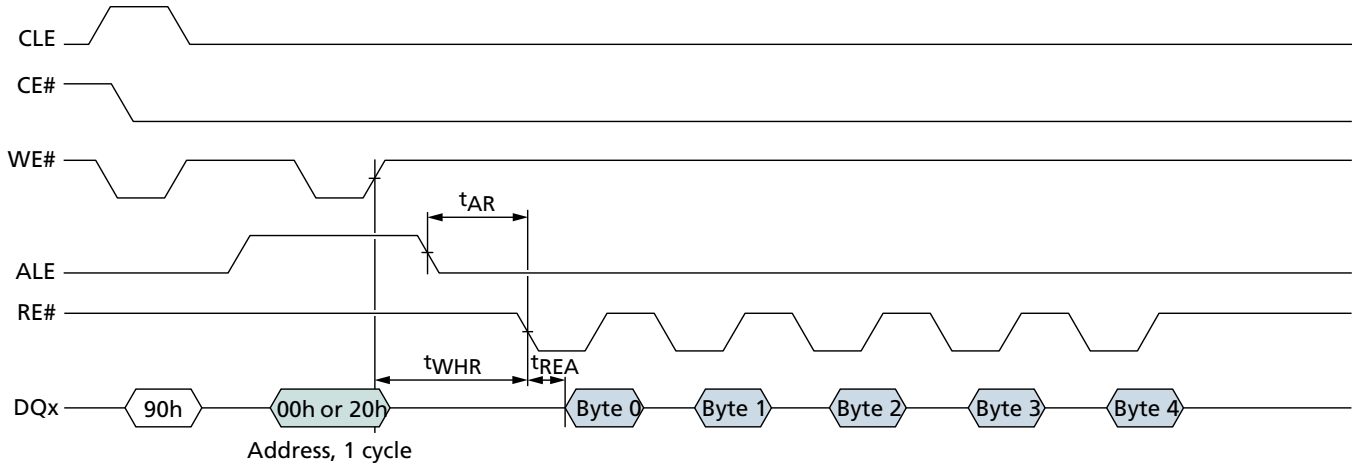 CLE
CE#
WE#
tAR
ALE
RE#
tWHR tREA
DQx 90h 00h or 20h Byte 0 Byte 1 Byte 2 Byte 3 Byte 4
Address, 1 cycle